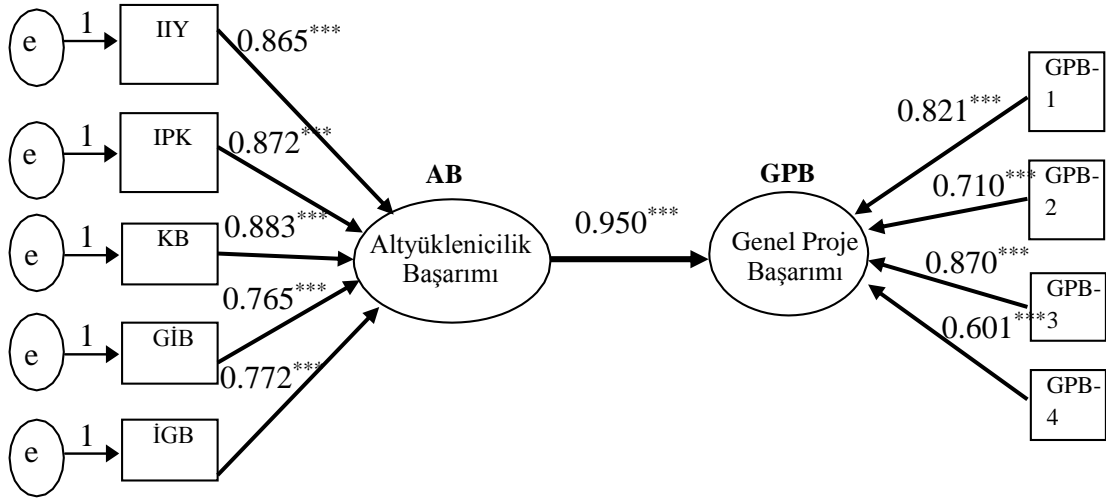 e
1
IIY
0.865***
e
1
IPK
0.872***
e
1
KB
0.883***
e
1
GİB
0.765***
e
1
İGB
0.772***
AB
Altyüklenicilik
Başarımı
0.950***
GPB
Genel Proje
Başarımı
0.821***
GPB-
1
0.710***
GPB-
2
0.870***
GPB-
3
0.601***
GPB-
4